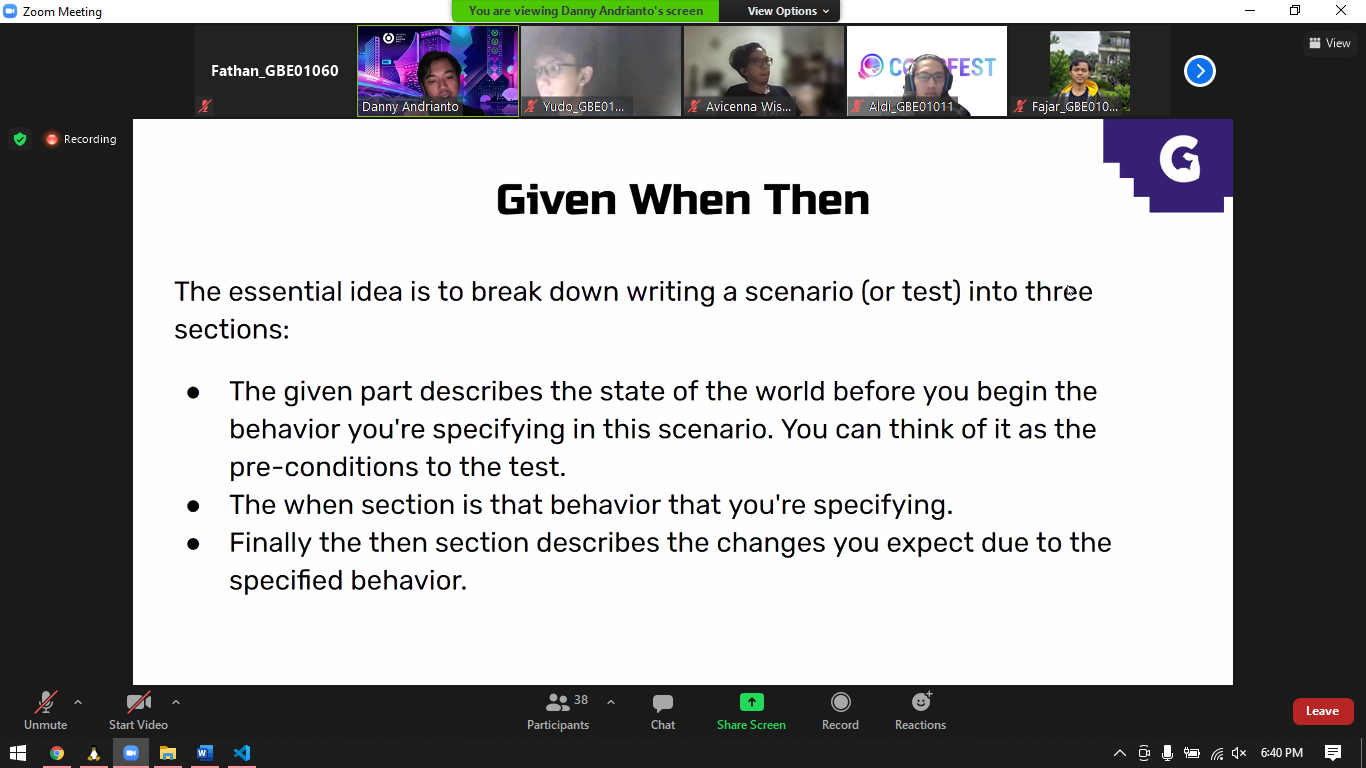 Zoom Meeting
You are viewing Danny Andrianto's screen
View Options
View
Fathan_GBE01060
Danny Andrianto
Yudo_GBE01...
Avicenna Wis...
Aldi_GBE01011
Fajar_GBE010...
Recording
G
Given When Then
The essential idea is to break down writing a scenario (or test) into three
sections:
● The given part describes the state of the world before you begin the
behavior you're specifying in this scenario. You can think of it as the
pre-conditions to the test.
● The when section is that behavior that you're specifying.
● Finally the then section describes the changes you expect due to the
specified behavior.
Unmute
Start Video
38
Participants
Chat
Share Screen
Record
Reactions
Leave
6:40 PM